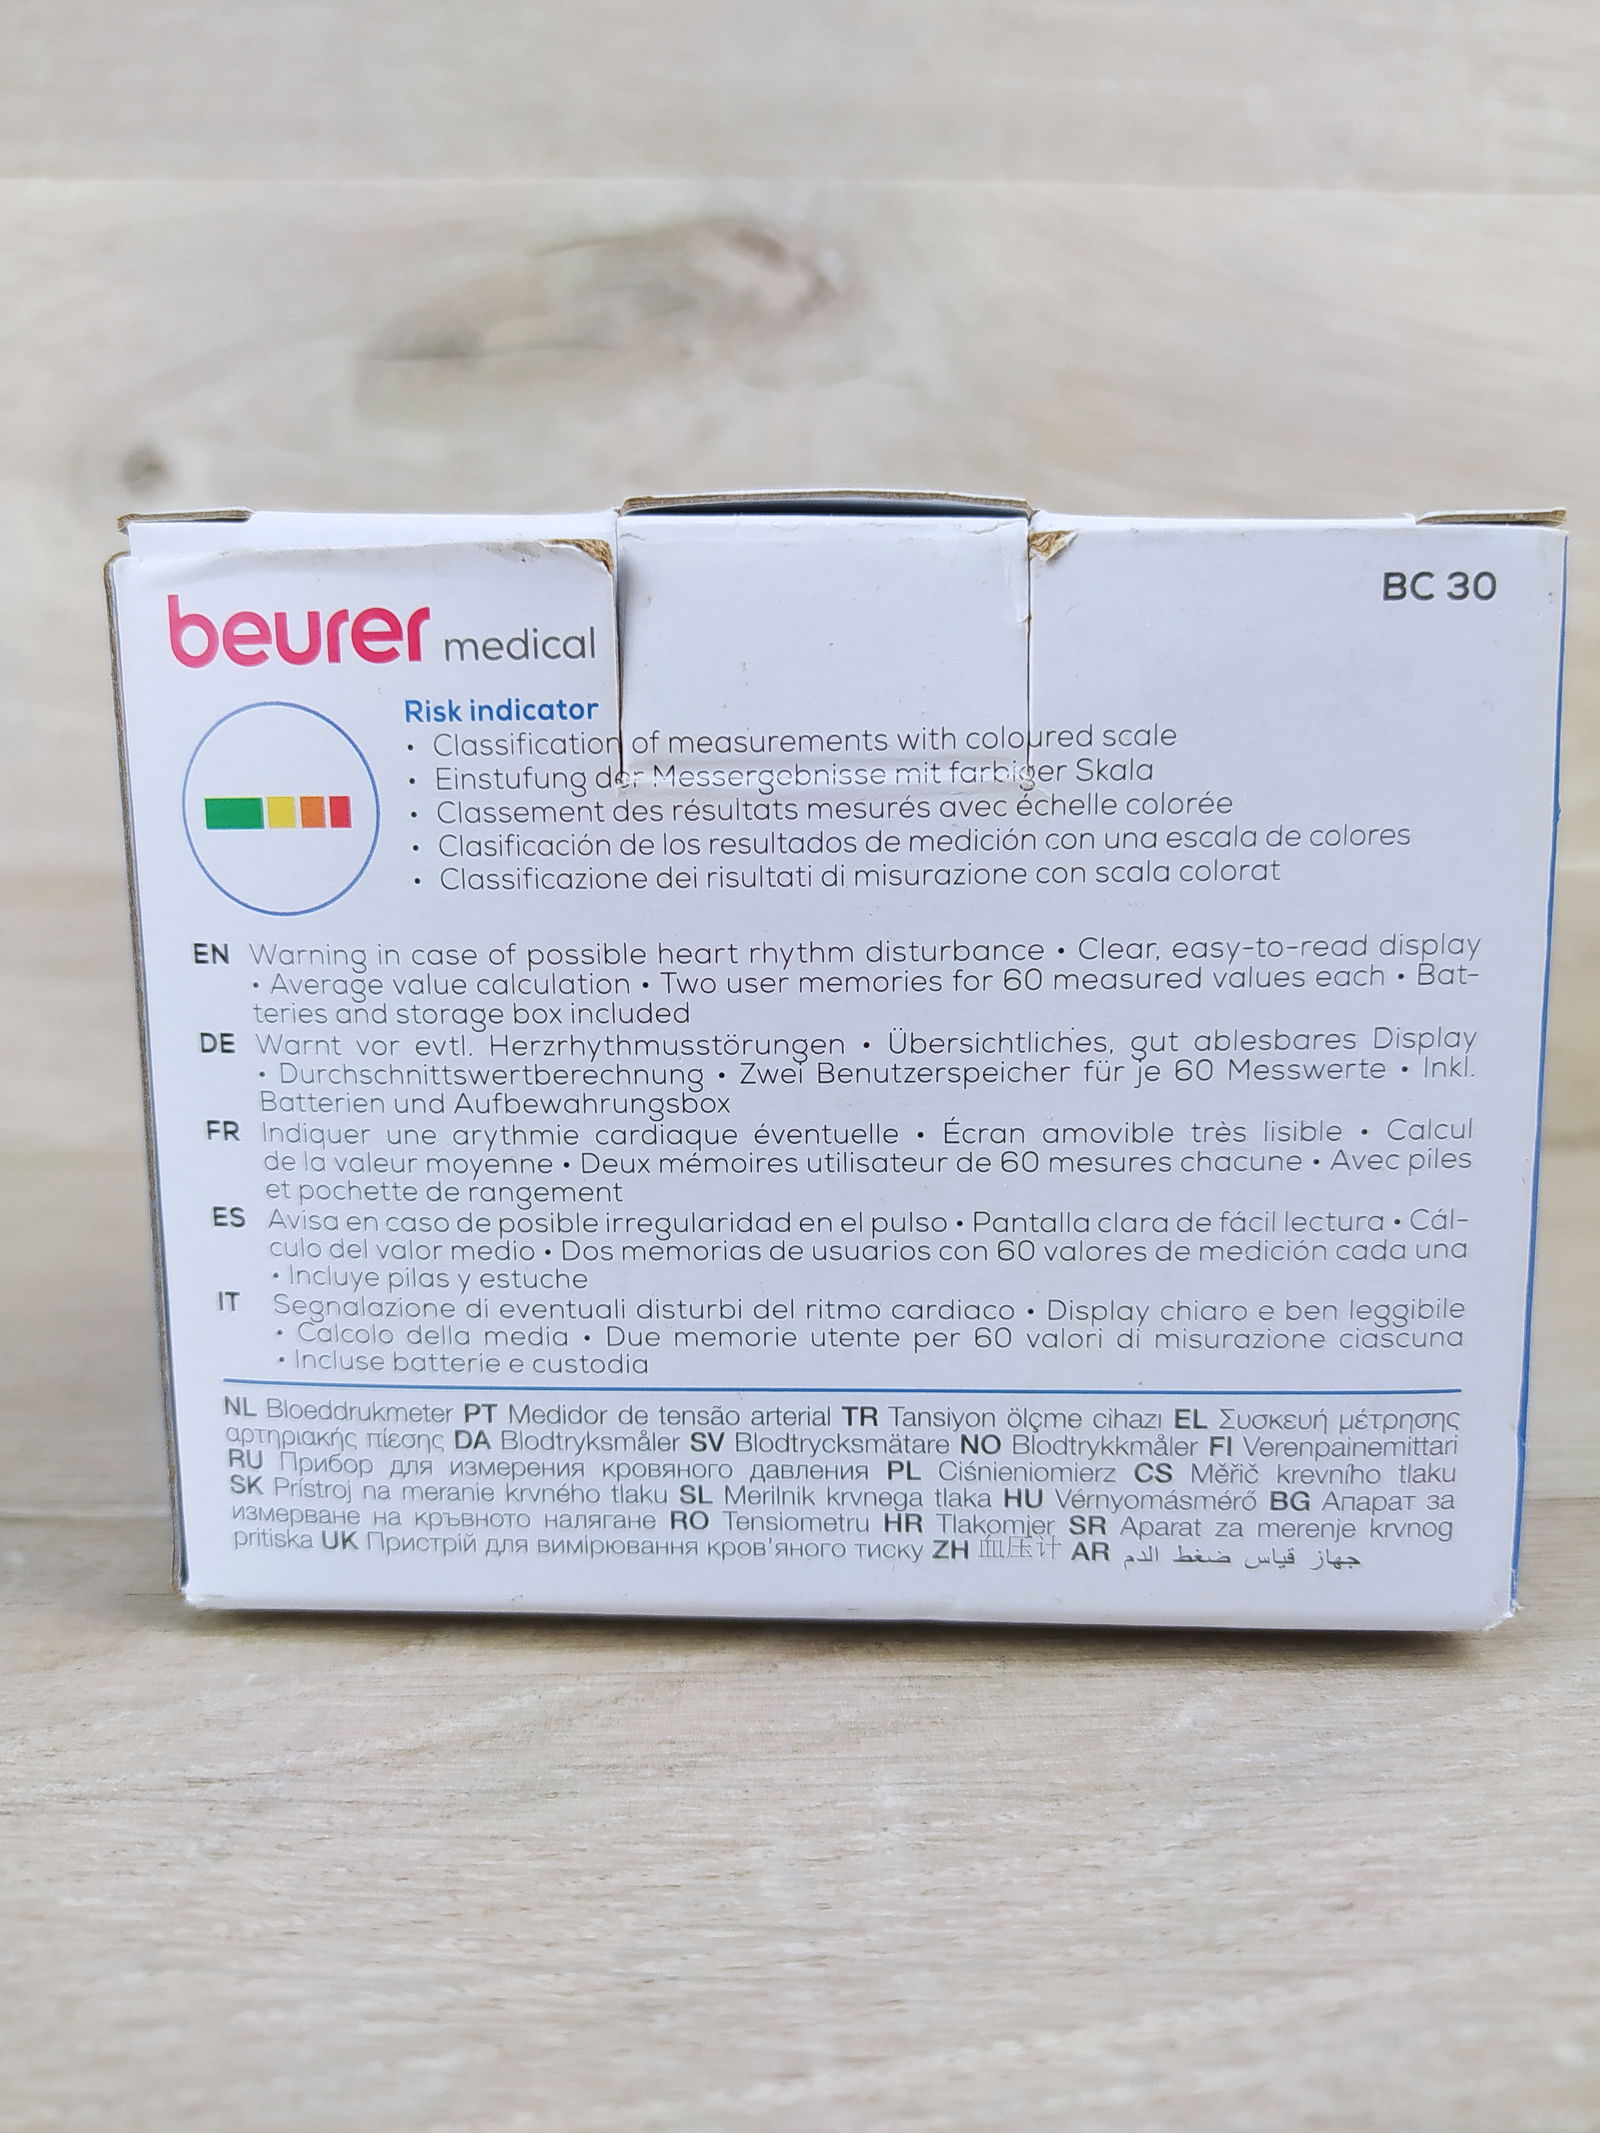 beurer medical
BC 30
Risk indicator
• Classification of measurements with coloured scale
• Einstufung der Messergebnisse mit farbiger Skala
• Classement des résultats mesurés avec échelle colorée
• Clasificación de los resultados de medición con una escala de colores
• Classificazione dei risultati di misurazione con scala colorat
EN Warning in case of possible heart rhythm disturbance • Clear, easy-to-read display
• Average value calculation • Two user memories for 60 measured values each • Bat-
teries and storage box included
DE Warnt vor evtl. Herzrhythmusstörungen • Übersichtliches, gut ablesbares Display
• Durchschnittswertberechnung • Zwei Benutzerspeicher für je 60 Messwerte • Inkl.
Batterien und Aufbewahrungsbox
FR Indiquer une arythmie cardiaque éventuelle • Écran amovible très lisible • Calcul
de la valeur moyenne • Deux mémoires utilisateur de 60 mesures chacune • Avec piles
et pochette de rangement
ES Avisa en caso de posible irregularidad en el pulso • Pantalla clara de fácil lectura • Cál-
culo del valor medio • Dos memorias de usuarios con 60 valores de medición cada una
• Incluye pilas y estuche
IT Segnalazione di eventuali disturbi del ritmo cardiaco • Display chiaro e ben leggibile
• Calcolo della media • Due memorie utente per 60 valori di misurazione ciascuna
• Incluse batterie e custodia
NL Bloeddrukmeter PT Medidor de tensão arterial TR Tansiyon ölçme cihazı EL Συσκευή μέτρησης
αρτηριακής πίεσης DA Blodtryksmåler SV Blodtrycksmätare NO Blodtrykkmåler FI Verenpainemittari
RU Прибор для измерения кровяного давления PL Ciśnieniomierz CS Měřič krevního tlaku
SK Prístroj na meranie krvného tlaku SL Merilnik krvnega tlaka HU Vérnyomásmérő BG Апарат за
измерване на кръвното налягане RO Tensiometru HR Tlakomjer SR Aparat za merenje krvnog
pritiska UK Пристрій для вимірювання кров'яного тиску ZH 血压计 AR جهاز قياس ضغط الدم